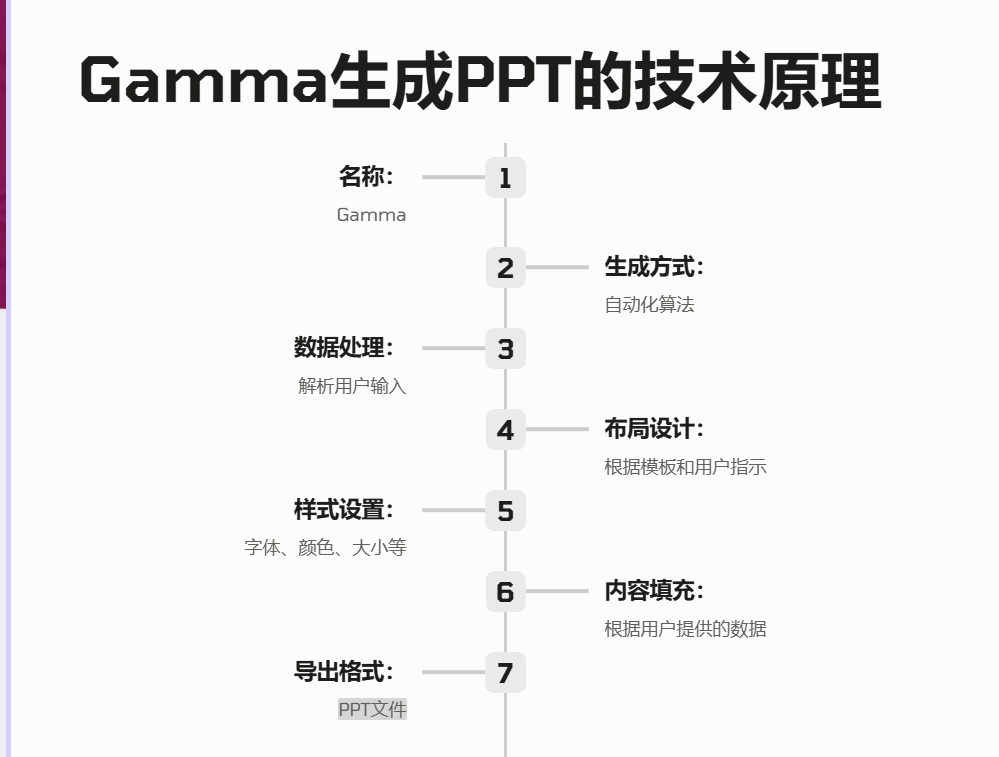 Gamma生成PPT的技术原理
名称：
1
Gamma
2
生成方式：
自动化算法
数据处理：
3
解析用户输入
4
布局设计：
根据模板和用户指示
样式设置：
5
字体、颜色、大小等
6
内容填充：
根据用户提供的数据
导出格式：
7
PPT文件